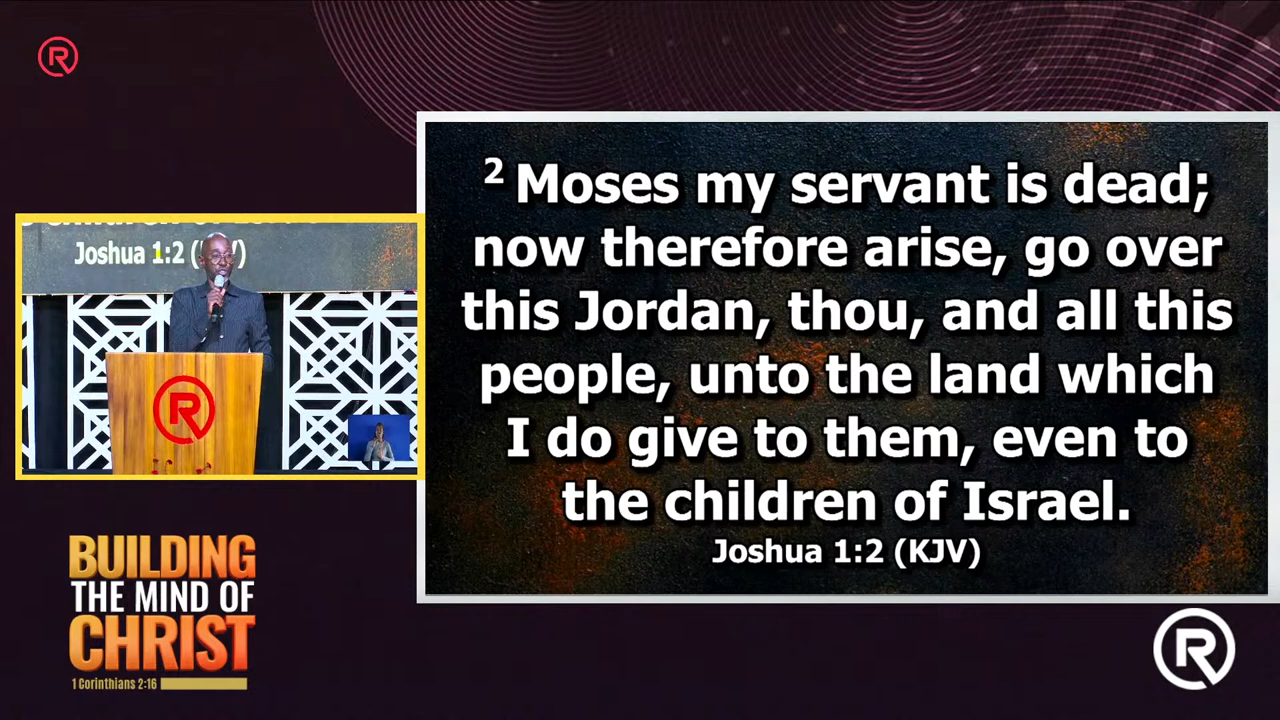 R
2 Moses my servant is dead;
now therefore arise, go over
this Jordan, thou, and all this
people, unto the land which
I do give to them, even to
the children of Israel.
Joshua 1:2 (KJV)
Joshua 1:2 (
V)
R
BUILDING
THE MIND OF
CHRIST
1 Corinthians 2:16
R